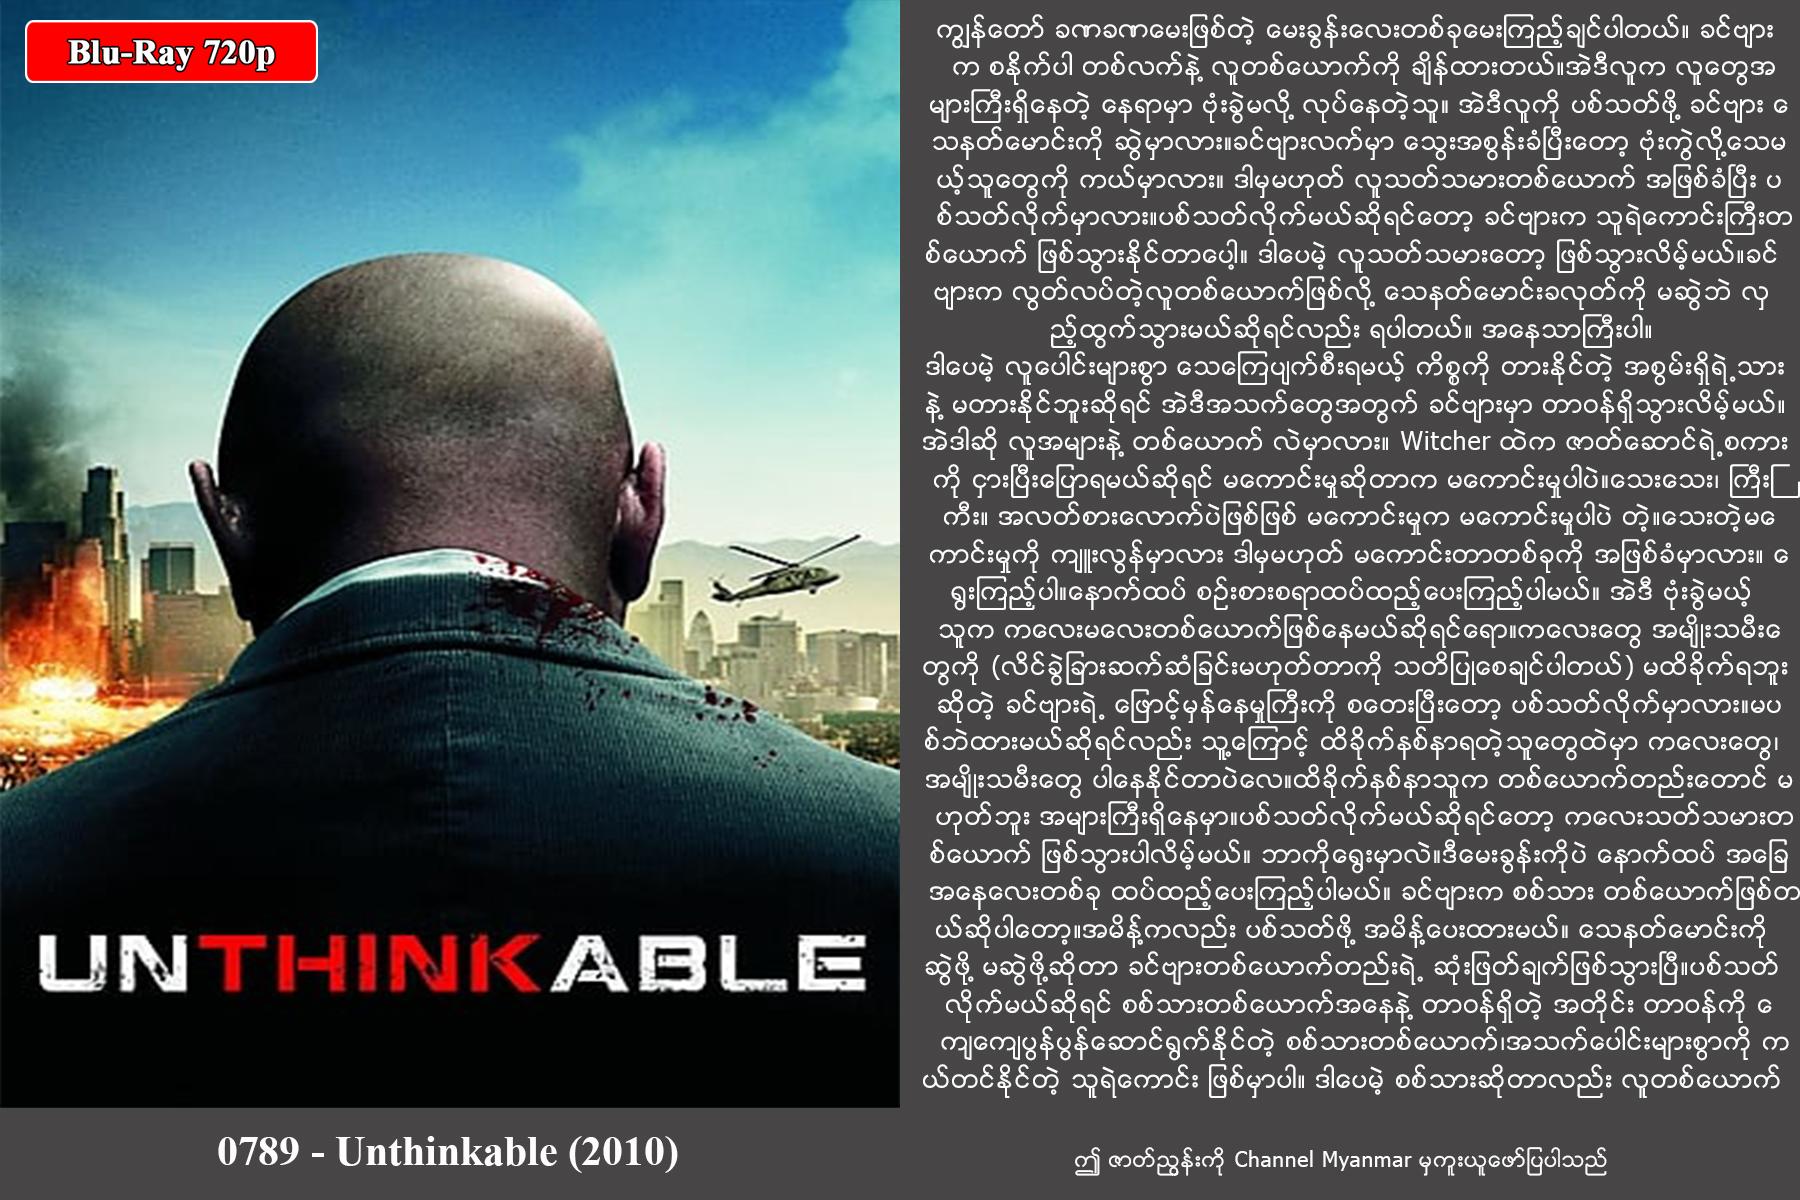 Blu-Ray 720p
UNTHINKABLE
0789 - Unthinkable (2010)
ကျွန်တော် ခဏခဏမေးဖြစ်တဲ့ မေးခွန်းလေးတစ်ခုမေးကြည့်ချင်ပါတယ်။ ခင်ဗျား
က စနိုက်ပါ တစ်လက်နဲ့ လူတစ်ယောက်ကို ချိန်ထားတယ်။အဲဒီလူက လူတွေအ
များကြီးရှိနေတဲ့ နေရာမှာ ဗုံးခွဲမလို့ လုပ်နေတဲ့သူ။ အဲဒီလူကို ပစ်သတ်ဖို့ ခင်ဗျား ေ
သနတ်မောင်းကို ဆွဲမှာလား။ခင်ဗျားလက်မှာ သွေးအစွန်းခံပြီးတော့ ဗုံးကွဲလို့သေမ
ယ့်သူတွေကို ကယ်မှာလား။ ဒါမှမဟုတ် လူသတ်သမားတစ်ယောက် အဖြစ်ခံပြီး ပ
စ်သတ်လိုက်မှာလား။ပစ်သတ်လိုက်မယ်ဆိုရင်တော့ ခင်ဗျားက သူရဲကောင်းကြီးတ
စ်ယောက် ဖြစ်သွားနိုင်တာပေါ့။ ဒါပေမဲ့ လူသတ်သမားတော့ ဖြစ်သွားလိမ့်မယ်။ခင်
ဗျားက လွတ်လပ်တဲ့လူတစ်ယောက်ဖြစ်လို့ သေနတ်မောင်းခလုတ်ကို မဆွဲဘဲ လှ
ည့်ထွက်သွားမယ်ဆိုရင်လည်း ရပါတယ်။ အနေသာကြီးပါ။
ဒါပေမဲ့ လူပေါင်းများစွာ သေကြေပျက်စီးရမယ့် ကိစ္စကို တားနိုင်တဲ့ အစွမ်းရှိရဲ့သား
နဲ့ မတားနိုင်ဘူးဆိုရင် အဲဒီအသက်တွေအတွက် ခင်ဗျားမှာ တာဝန်ရှိသွားလိမ့်မယ်။
အဲဒါဆို လူအများနဲ့ တစ်ယောက် လဲမှာလား။ Witcher ထဲက ဇာတ်ဆောင်ရဲ့စကား
ကို ငှားပြီးပြောရမယ်ဆိုရင် မကောင်းမှုဆိုတာက မကောင်းမှုပါပဲ။သေးသေး၊ ကြီးကြ
ကီး။ အလတ်စားလောက်ပဲဖြစ်ဖြစ် မကောင်းမှုက မကောင်းမှုပါပဲ တဲ့။သေးတဲ့မေ
ကာင်းမှုကို ကျူးလွန်မှာလား ဒါမှမဟုတ် မကောင်းတာတစ်ခုကို အဖြစ်ခံမှာလား။ ေ
ရွးကြည့်ပါ။နောက်ထပ် စဉ်းစားစရာထပ်ထည့်ပေးကြည့်ပါမယ်။ အဲဒီ ဗုံးခွဲမယ့်
သူက ကလေးမလေးတစ်ယောက်ဖြစ်နေမယ်ဆိုရင်ရော။ကလေးတွေ အမျိုးသမီးေ
တွကို (လိင်ခွဲခြားဆက်ဆံခြင်းမဟုတ်တာကို သတိပြုစေချင်ပါတယ်) မထိခိုက်ရဘူး
ဆိုတဲ့ ခင်ဗျားရဲ့ ဖြောင့်မှန်နေမှုကြီးကို စတေးပြီးတော့ ပစ်သတ်လိုက်မှာလား။မပ
စ်ဘဲထားမယ်ဆိုရင်လည်း သူ့ကြောင့် ထိခိုက်နစ်နာရတဲ့သူတွေထဲမှာ ကလေးတွေ၊
အမျိုးသမီးတွေ ပါနေနိုင်တာပဲလေ။ထိခိုက်နစ်နာသူက တစ်ယောက်တည်းတောင် မ
ဟုတ်ဘူး အများကြီးရှိနေမှာ။ပစ်သတ်လိုက်မယ်ဆိုရင်တော့ ကလေးသတ်သမားတ
စ်ယောက် ဖြစ်သွားပါလိမ့်မယ်။ ဘာကိုရွေးမှာလဲ။ဒီမေးခွန်းကိုပဲ နောက်ထပ် အခြေ
အနေလေးတစ်ခု ထပ်ထည့်ပေးကြည့်ပါမယ်။ ခင်ဗျားက စစ်သား တစ်ယောက်ဖြစ်တ
ယ်ဆိုပါတော့။အမိန့်ကလည်း ပစ်သတ်ဖို့ အမိန့်ပေးထားမယ်။ သေနတ်မောင်းကို
ဆွဲဖို့ မဆွဲဖို့ဆိုတာ ခင်ဗျားတစ်ယောက်တည်းရဲ့ ဆုံးဖြတ်ချက်ဖြစ်သွားပြီ။ပစ်သတ်
လိုက်မယ်ဆိုရင် စစ်သားတစ်ယောက်အနေနဲ့ တာဝန်ရှိတဲ့ အတိုင်း တာဝန်ကို ေ
ကျကျေပွန်ပွန်ဆောင်ရွက်နိုင်တဲ့ စစ်သားတစ်ယောက်၊အသက်ပေါင်းများစွာကို က
ယ်တင်နိုင်တဲ့ သူရဲကောင်း ဖြစ်မှာပါ။ ဒါပေမဲ့ စစ်သားဆိုတာလည်း လူတစ်ယောက်
ဤ ဇာတ်ညွှန်းကို Channel Myanmar မှကူးယူဖော်ပြပါသည်